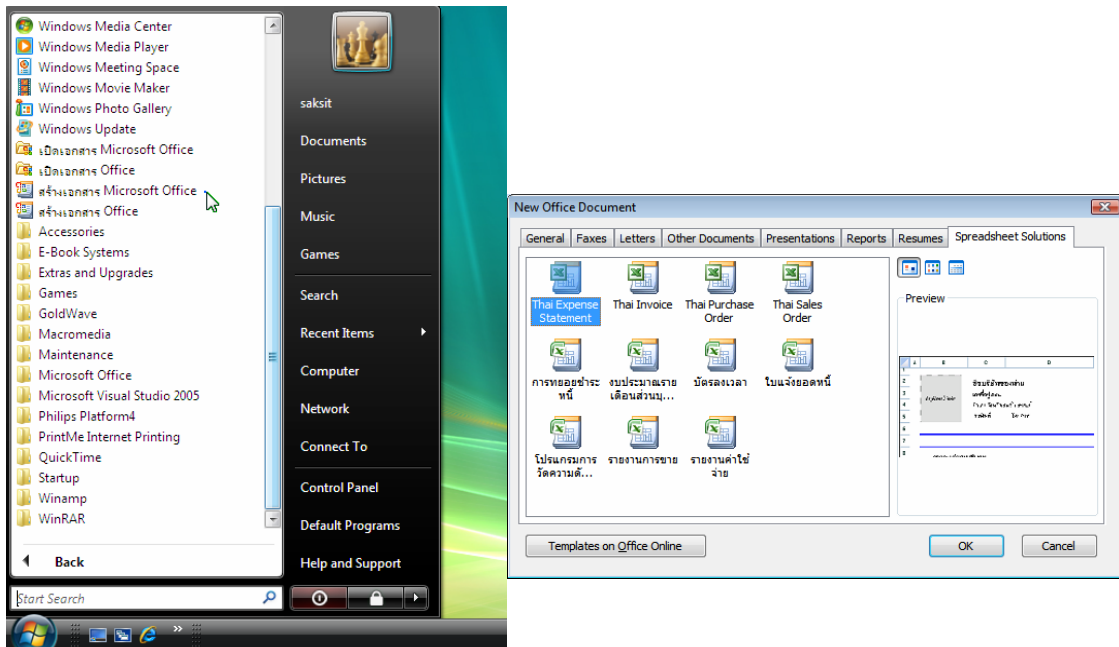 Windows Media Center
Windows Media Player
Windows Meeting Space
Windows Movie Maker
Windows Photo Gallery
Windows Update
เปิดเอกสาร Microsoft Office
เปิดเอกสาร Office
สร้างเอกสาร Microsoft Office
สร้างเอกสาร Office
Accessories
E-Book Systems
Extras and Upgrades
Games
GoldWave
Macromedia
Maintenance
Microsoft Office
Microsoft Visual Studio 2005
Philips Platform4
PrintMe Internet Printing
QuickTime
Startup
Winamp
WinRAR
Back
Start Search
saksit
Documents
Pictures
Music
Games
Search
Recent Items
Computer
Network
Connect To
Control Panel
Default Programs
Help and Support
New Office Document
General Faxes Letters Other Documents Presentations Reports Resumes Spreadsheet Solutions
Thai Expense Statement
Thai Invoice
Thai Purchase Order
Thai Sales Order
การทยอยชำระหนี้
งบประมาณรายเดือนส่วนบุ...
บัตรลงเวลา
ใบแจ้งยอดหนี้
โปรแกรมการวัดความดั...
รายงานการขาย
รายงานค่าใช้จ่าย
Preview
A B C D
1
2
3
4
5
6
7
8
Templates on Office Online
OK
Cancel